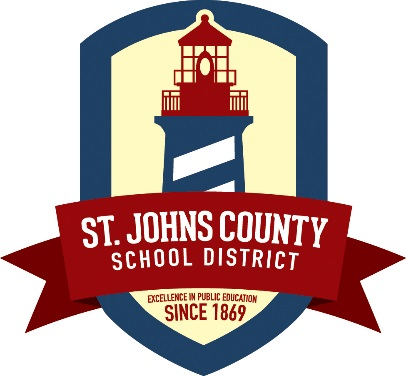 ST. JOHNS COUNTY
SCHOOL DISTRICT
EXCELLENCE IN PUBLIC EDUCATION
SINCE 1869